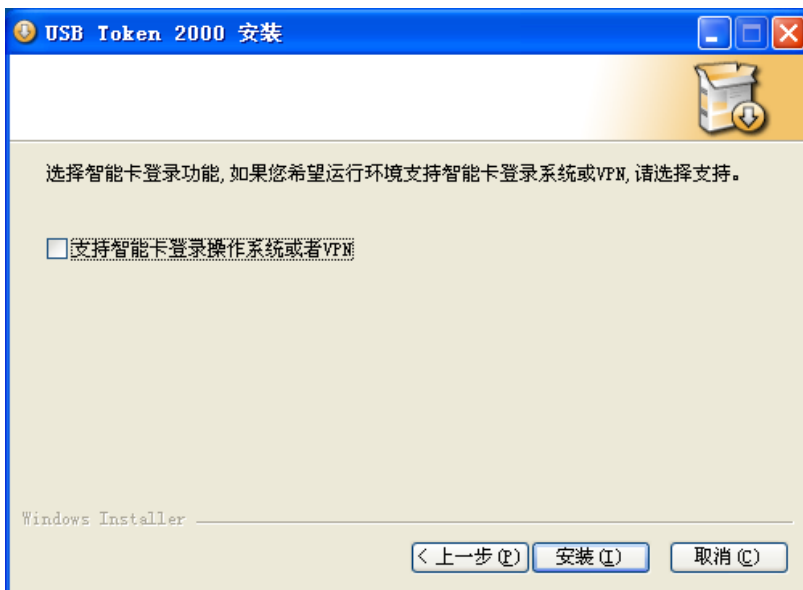 USB Token 2000 安装
选择智能卡登录功能,如果您希望运行环境支持智能卡登录系统或VPN,请选择支持。
支持智能卡登录操作系统或者VPN
Windows Installer
< 上一步(P) 安装(I) 取消(C)